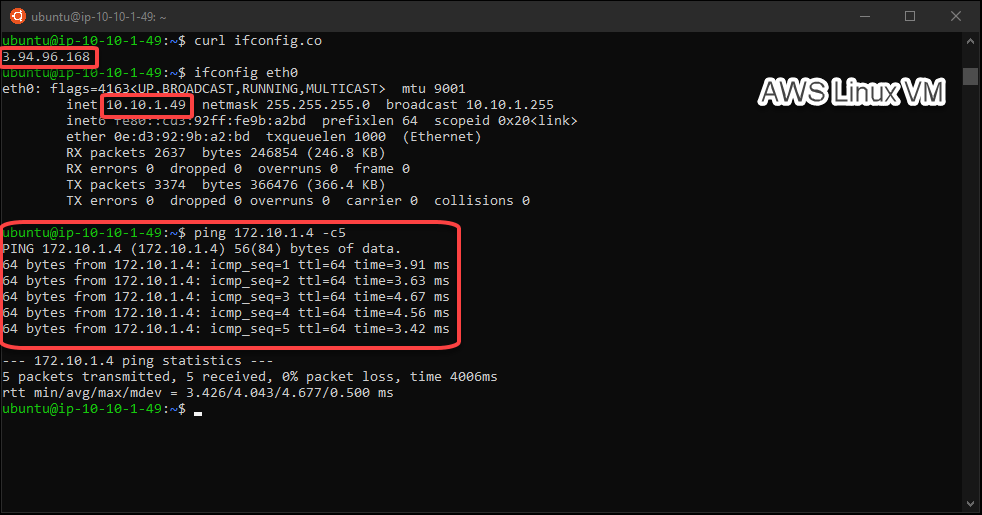 ubuntu@ip-10-10-1-49: ~
ubuntu@ip-10-10-1-49:~$ curl ifconfig.co
3.94.96.168
ubuntu@ip-10-10-1-49:~$ ifconfig eth0
eth0: flags=4163<UP,BROADCAST,RUNNING,MULTICAST>  mtu 9001
AWS Linux VM
inet 10.10.1.49  netmask 255.255.255.0  broadcast 10.10.1.255
inet6 fe80::cd3:92ff:fe9b:a2bd  prefixlen 64  scopeid 0x20<link>
ether 0e:d3:92:9b:a2:bd  txqueuelen 1000  (Ethernet)
RX packets 2637  bytes 246854 (246.8 KB)
RX errors 0  dropped 0  overruns 0  frame 0
TX packets 3374  bytes 366476 (366.4 KB)
TX errors 0  dropped 0 overruns 0  carrier 0  collisions 0
ubuntu@ip-10-10-1-49:~$ ping 172.10.1.4 -c5
PING 172.10.1.4 (172.10.1.4) 56(84) bytes of data.
64 bytes from 172.10.1.4: icmp_seq=1 ttl=64 time=3.91 ms
64 bytes from 172.10.1.4: icmp_seq=2 ttl=64 time=3.63 ms
64 bytes from 172.10.1.4: icmp_seq=3 ttl=64 time=4.67 ms
64 bytes from 172.10.1.4: icmp_seq=4 ttl=64 time=4.56 ms
64 bytes from 172.10.1.4: icmp_seq=5 ttl=64 time=3.42 ms
--- 172.10.1.4 ping statistics ---
5 packets transmitted, 5 received, 0% packet loss, time 4006ms
rtt min/avg/max/mdev = 3.426/4.043/4.677/0.500 ms
ubuntu@ip-10-10-1-49:~$